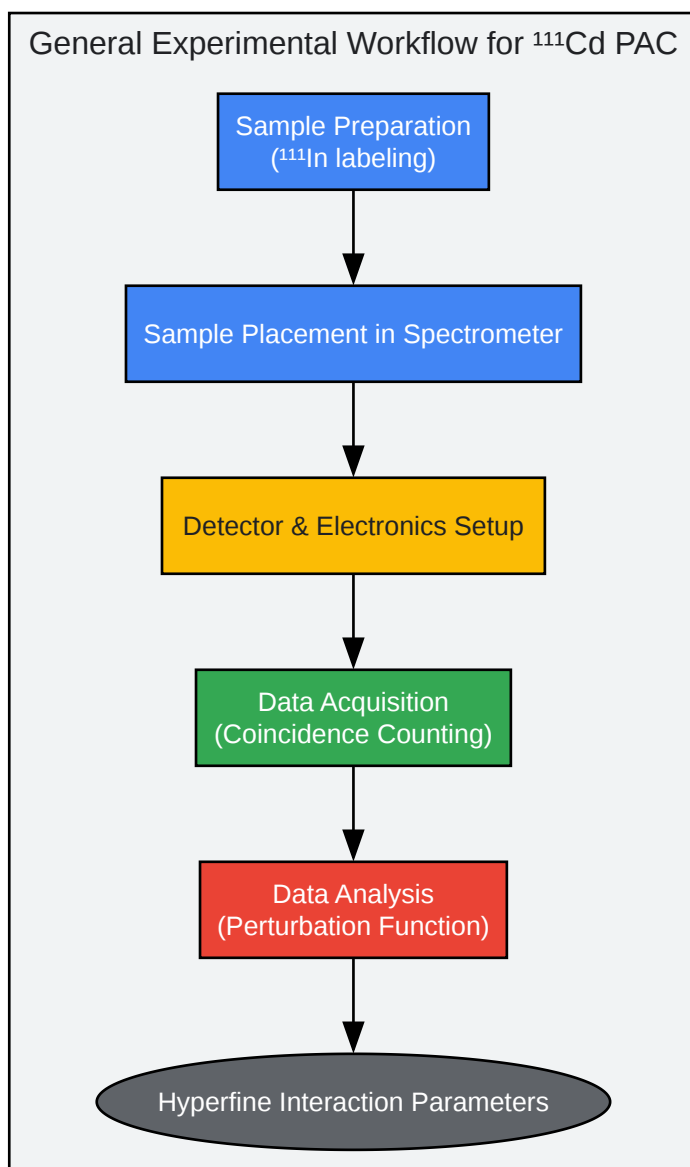 General Experimental Workflow for ¹¹¹Cd PAC
Sample Preparation
(¹¹¹In labeling)
Sample Placement in Spectrometer
Detector & Electronics Setup
Data Acquisition
(Coincidence Counting)
Data Analysis
(Perturbation Function)
Hyperfine Interaction Parameters